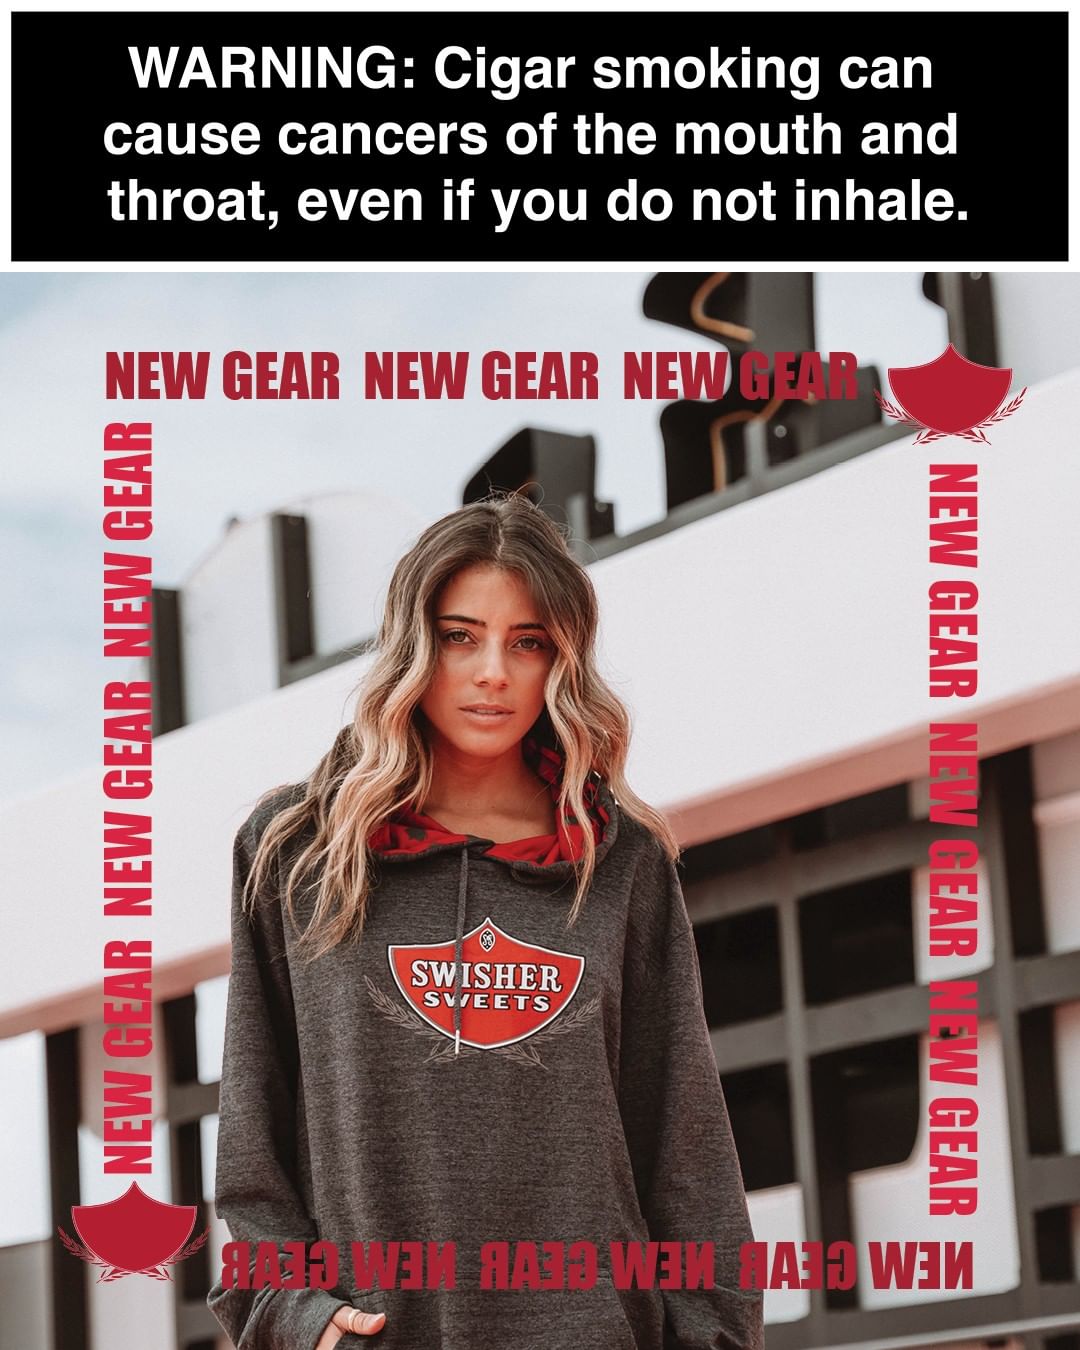 WARNING: Cigar smoking can
cause cancers of the mouth and
throat, even if you do not inhale.
NEW GEAR NEW GEAR NEW GEAR
NEW GEAR NEW GEAR NEW GEAR
NEW GEAR NEW GEAR NEW GEAR
SS
SWISHER
SWEETS
NEW GEAR NEW GEAR NEW GEAR